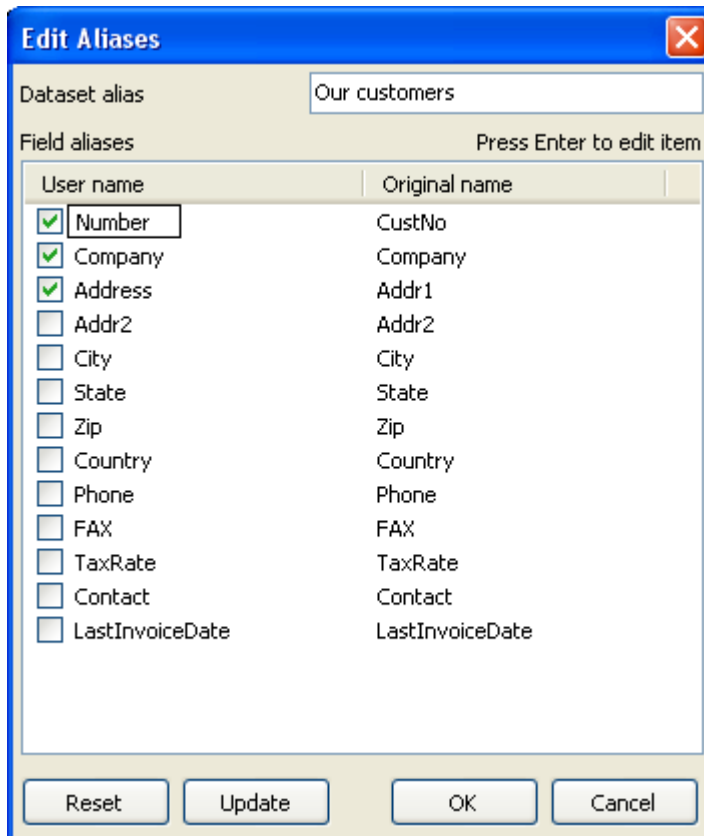 Edit Aliases
Dataset alias Our customers
Field aliases Press Enter to edit item
User name Original name
Number CustNo
Company Company
Address Addr1
Addr2 Addr2
City City
State State
Zip Zip
Country Country
Phone Phone
FAX FAX
TaxRate TaxRate
Contact Contact
LastInvoiceDate LastInvoiceDate
Reset Update OK Cancel